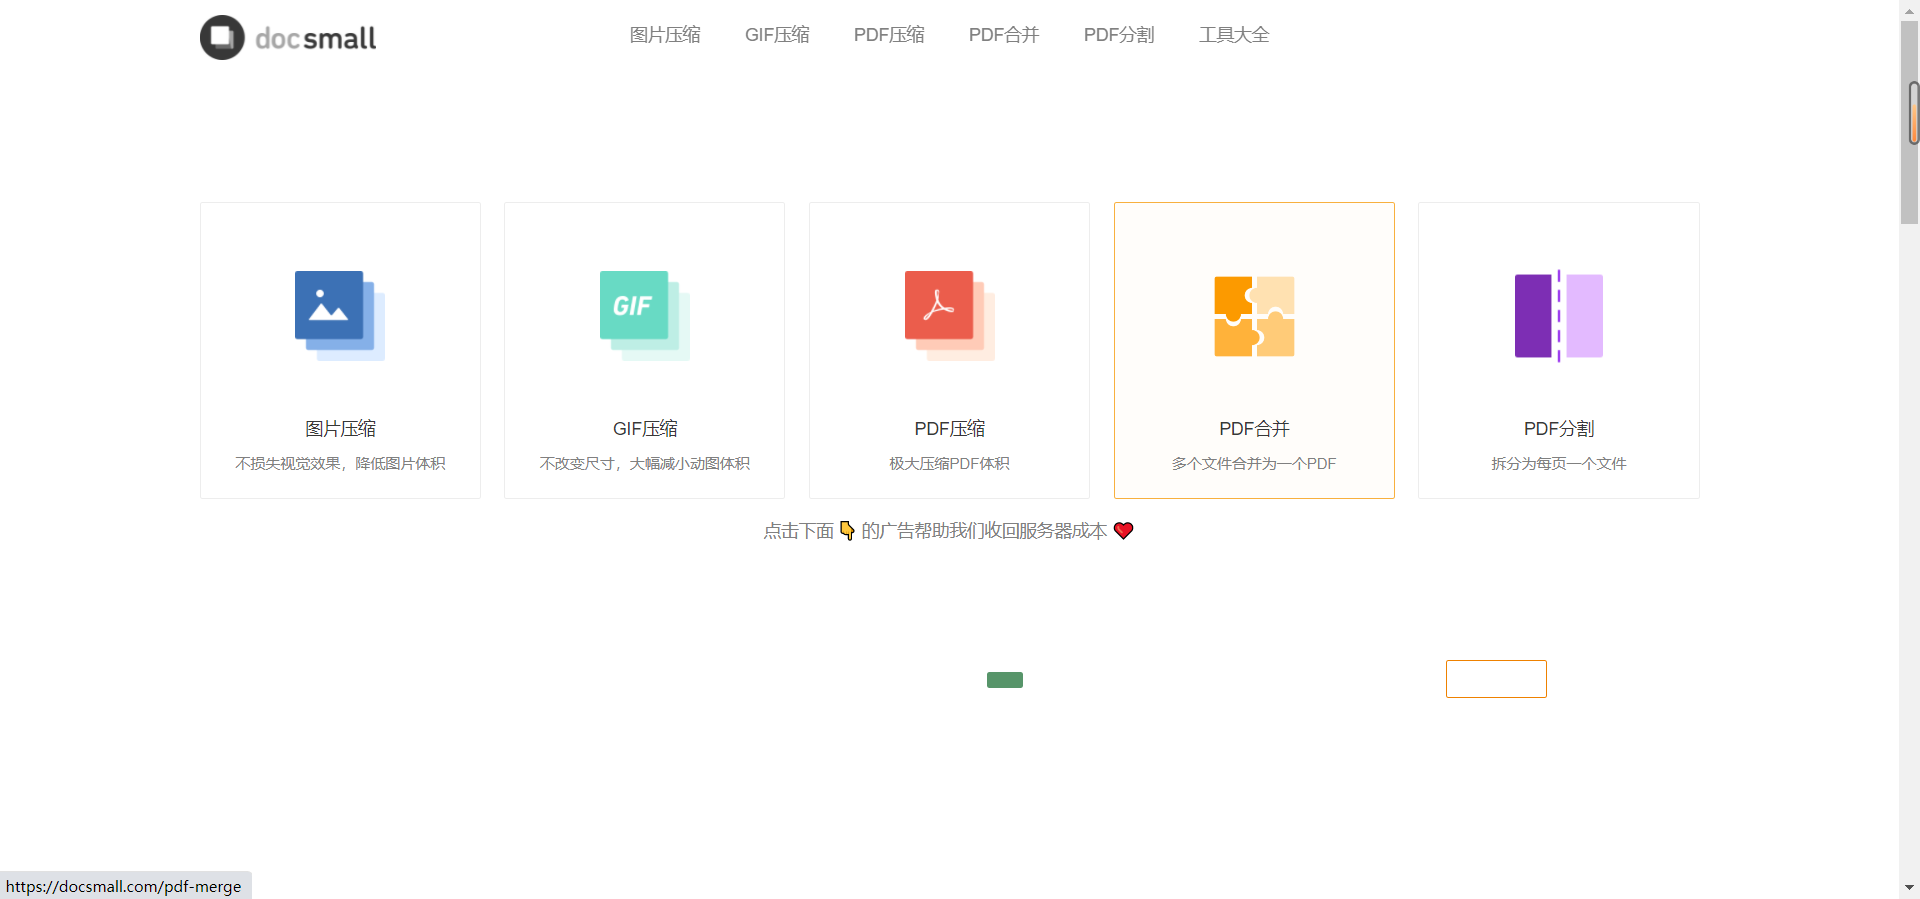 docsmall
图片压缩
GIF压缩
PDF压缩
PDF合并
PDF分割
工具大全
GIF
图片压缩
不损失视觉效果，降低图片体积
GIF压缩
不改变尺寸，大幅减小动图体积
PDF压缩
极大压缩PDF体积
PDF合并
多个文件合并为一个PDF
PDF分割
拆分为每页一个文件
点击下面👇的广告帮助我们收回服务器成本 ❤️
https://docsmall.com/pdf-merge